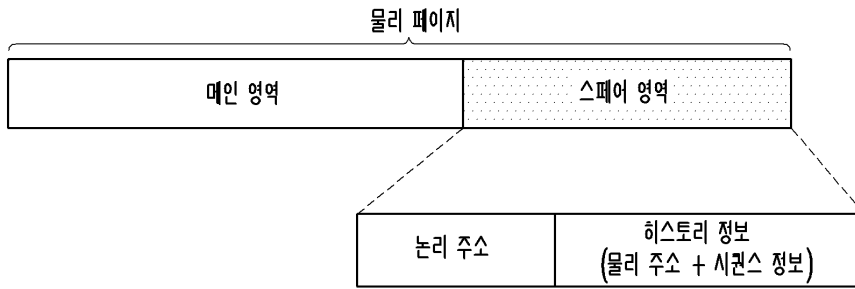 물리 페이지
메인 영역
스페어 영역
논리 주소
히스토리 정보
(물리 주소 + 시퀀스 정보)